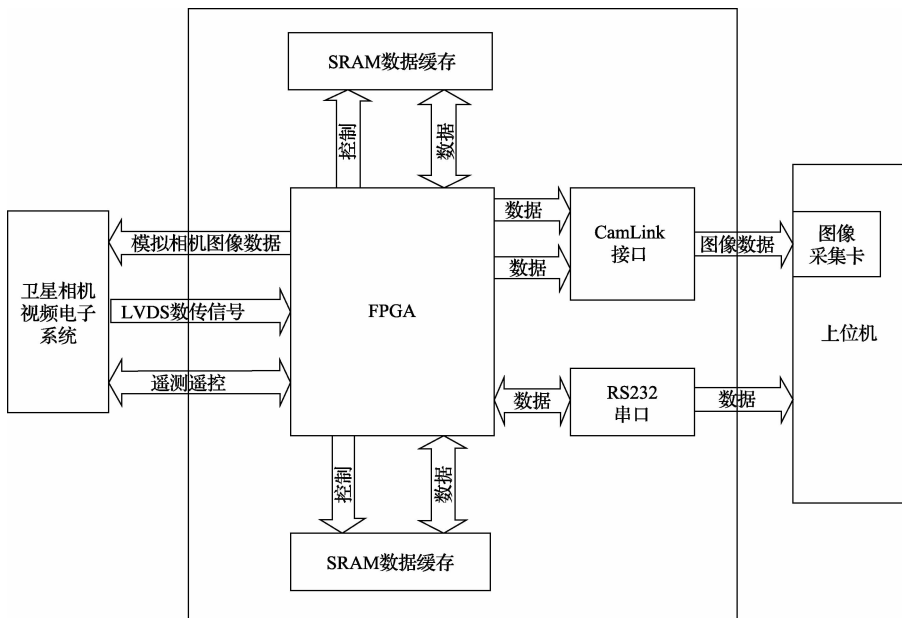 SRAM数据缓存
控制
数据
模拟相机图像数据
卫星相机
视频电子
系统
LVDS数传信号
遥测遥控
FPGA
数据
数据
CamLink
接口
图像数据
图像
采集卡
上位机
数据
RS232
串口
数据
控制
数据
SRAM数据缓存